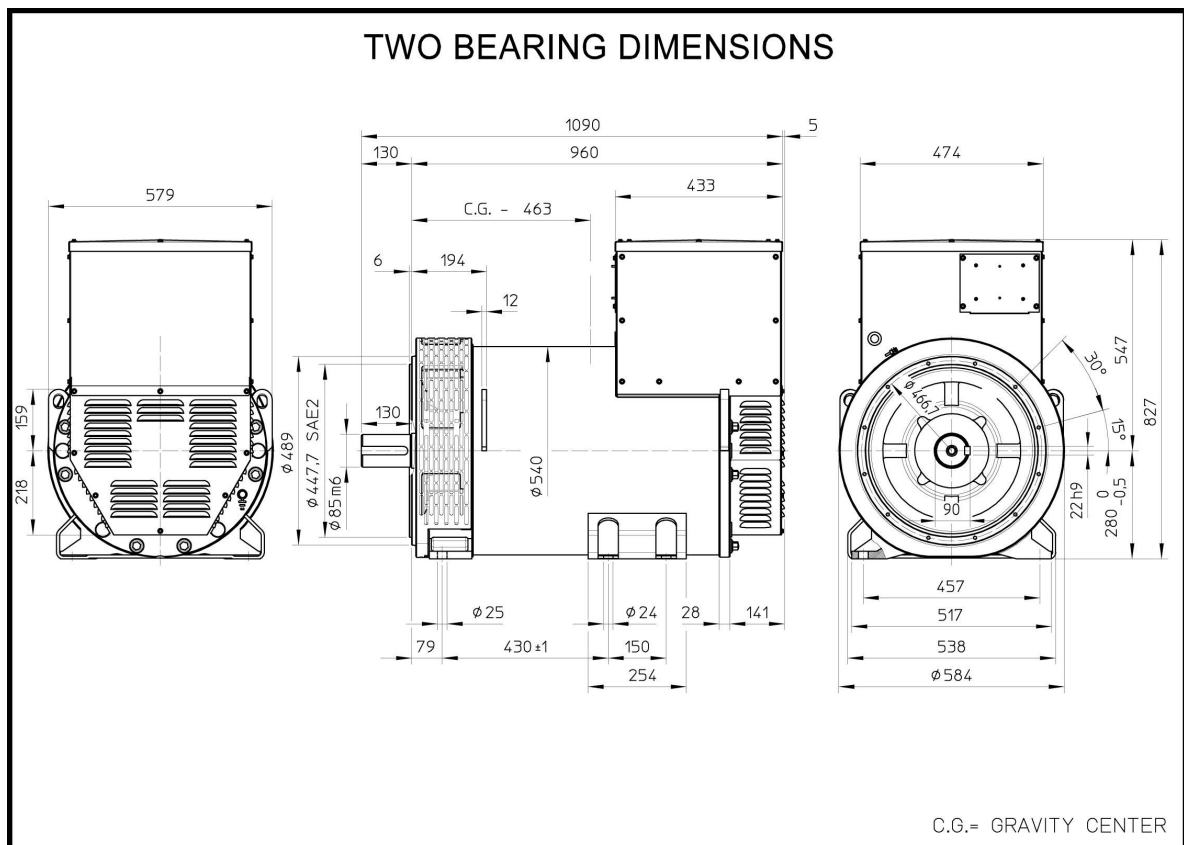 TWO BEARING DIMENSIONS
1090
5
130
960
474
579
433
C.G. - 463
6
194
12
159
218
130
ø489
ø447,7 SAE2
ø85m6
ø540
ø466,7
30°
15°
547
827
22h9
0
280 -0,5
90
ø25
ø24
28
141
457
517
79
430±1
150
538
254
ø584
C.G.= GRAVITY CENTER